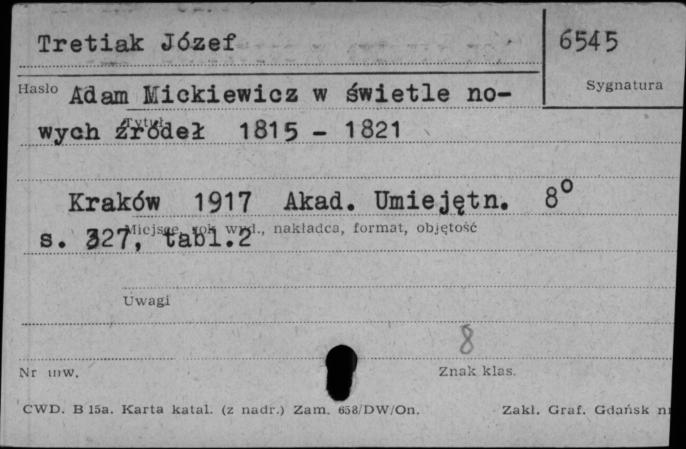 Tretiak Józef
6545
Hasło
Sygnatura
Adam Mickiewicz w świetle no-
Tytuł
wych źródeł 1815 - 1821
Kraków 1917 Akad. Umiejętn. 8°
Miejsce, rok wyd., nakładca, format, objętość
s. 327, tabl.2
Uwagi
8
Nr inw.
Znak klas.
CWD. B 15a. Karta katal. (z nadr.) Zam. 658/DW/On.
Zakł. Graf. Gdańsk